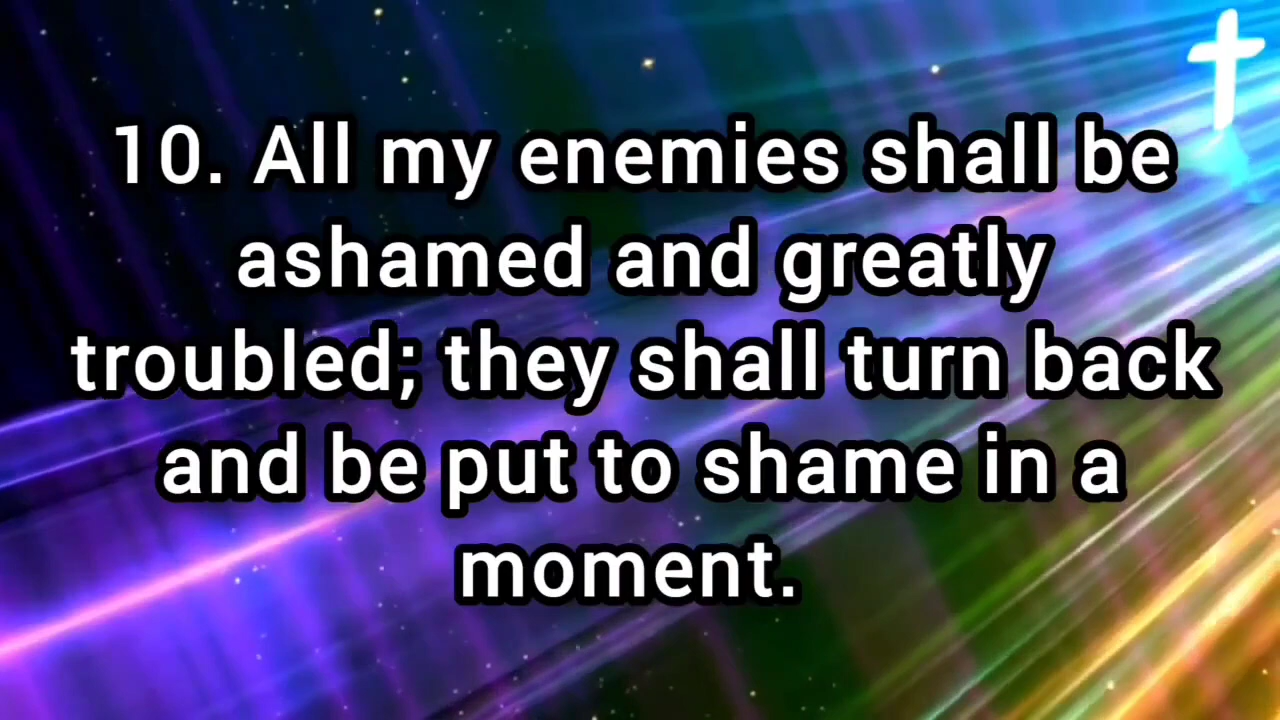 10. All my enemies shall be
ashamed and greatly
troubled; they shall turn back
and be put to shame in a
moment.